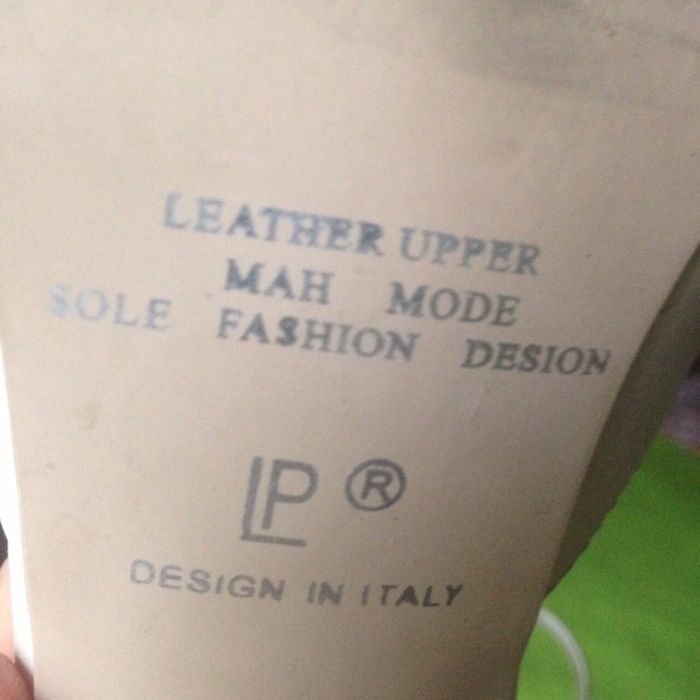 LEATHER UPPER
MAH MODE
SOLE FASHION DESION
LP ®
DESIGN IN ITALY